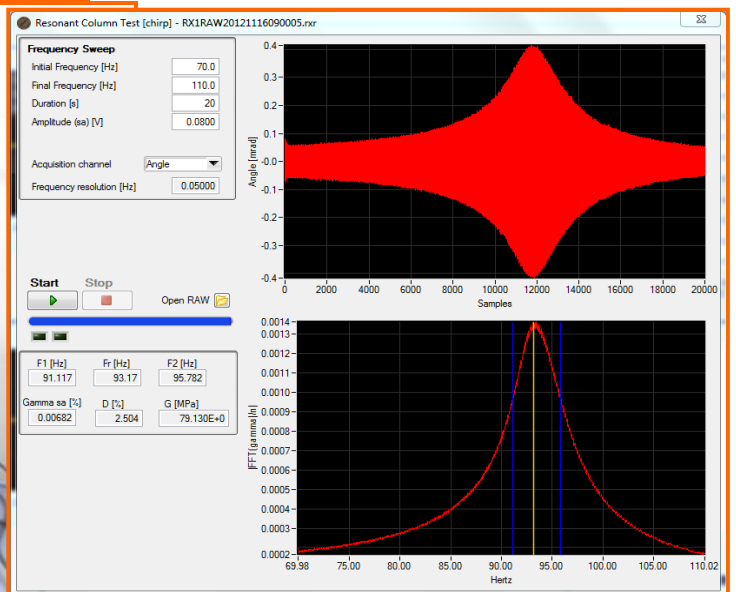 Resonant Column Test [chirp] - RX1RAW20121116090005.rxr
Frequency Sweep
Initial Frequency [Hz] 70.0
Final Frequency [Hz] 110.0
Duration [s] 20
Amplitude (sa) [V] 0.0800
Acquisition channel Angle
Frequency resolution [Hz] 0.05000
Start Stop
Open RAW
F1 [Hz] Fr [Hz] F2 [Hz]
91.117 93.17 95.782
Gamma sa [%] D [%] G [MPa]
0.00682 2.504 79.130E+0
0.4
0.3
0.2
0.1
-0.0
-0.1
-0.2
-0.3
-0.4
Angle [mrad]
0 2000 4000 6000 8000 10000 12000 14000 16000 18000 20000
Samples
0.0014
0.0013
0.0012
0.0011
0.0010
0.0009
0.0008
0.0007
0.0006
0.0005
0.0004
0.0003
0.0002
|FFT(gamma)/n|
69.98 75.00 80.00 85.00 90.00 95.00 100.00 105.00 110.02
Hertz